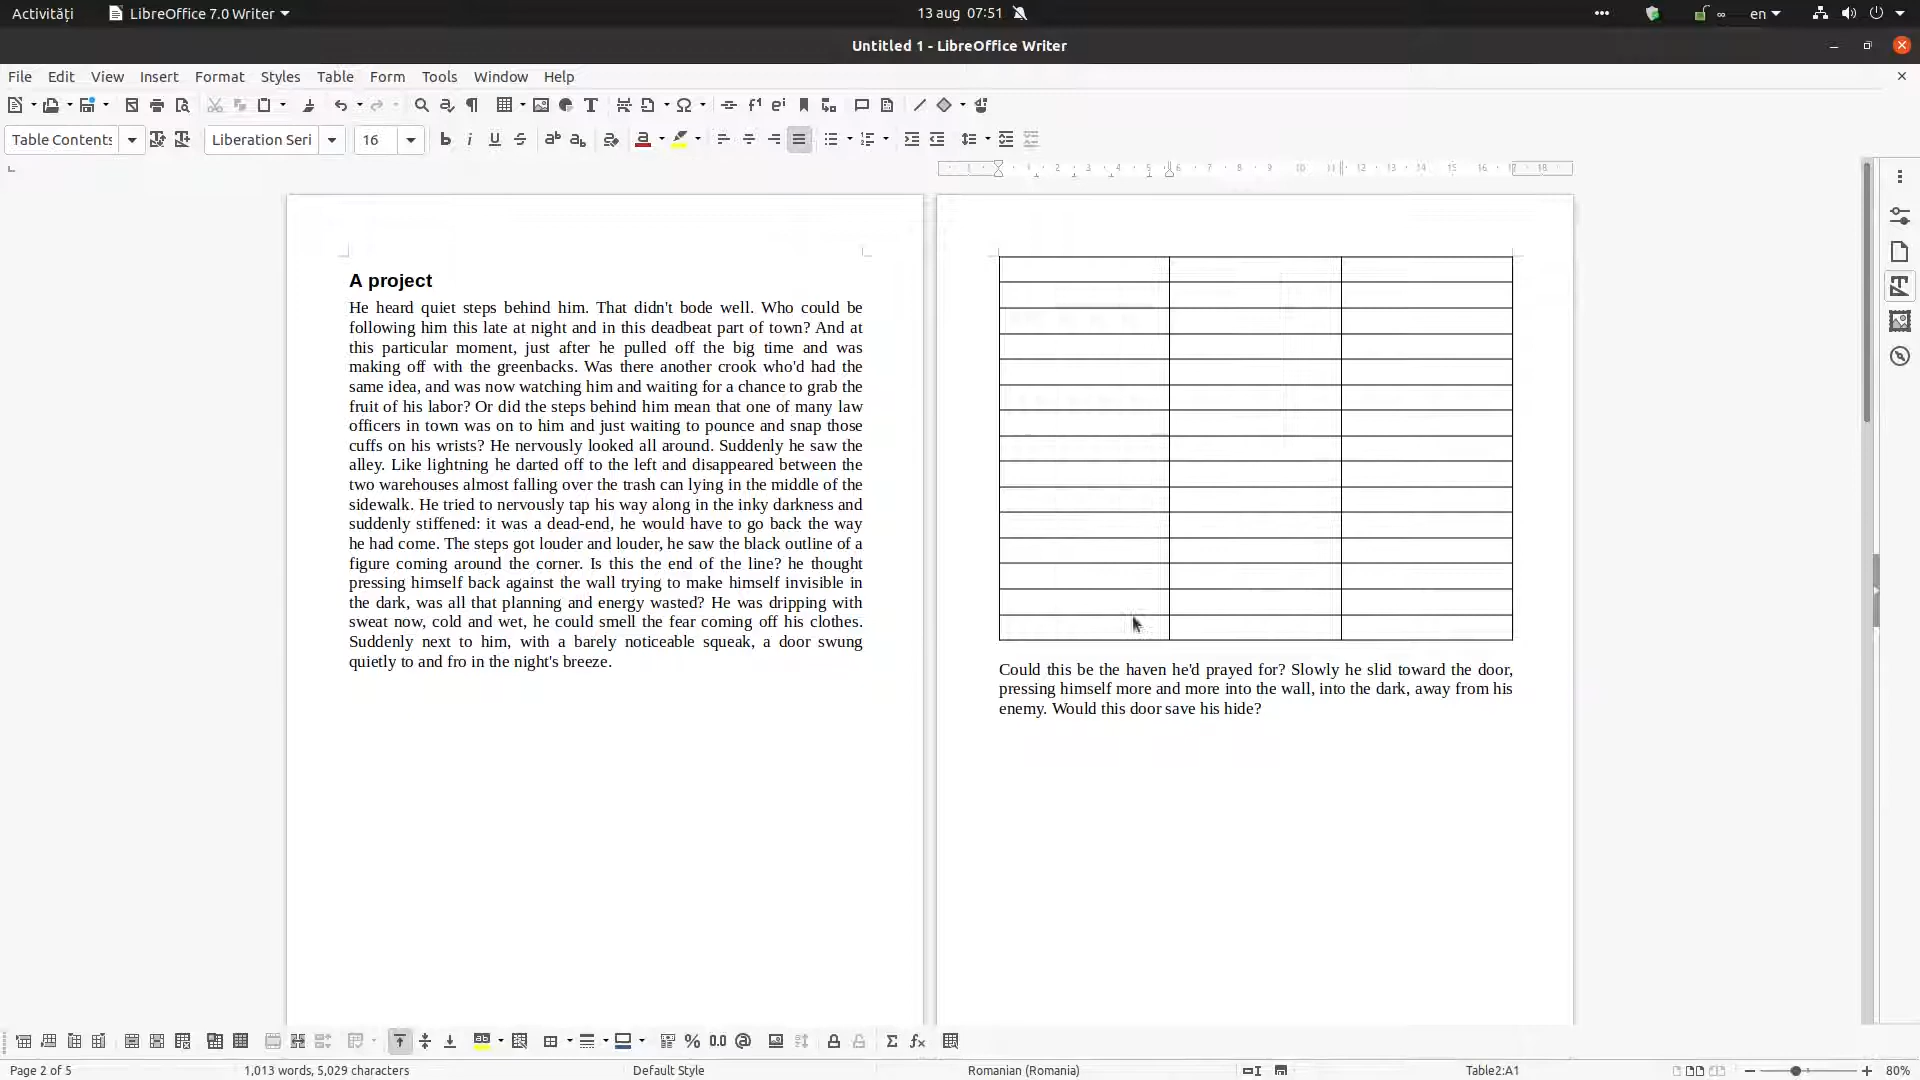 Activități
LibreOffice 7.0 Writer
13 aug 07:51
en
Untitled 1 - LibreOffice Writer
File Edit View Insert Format Styles Table Form Tools Window Help
Table Contents
Liberation Seri
16
A project
He heard quiet steps behind him. That didn't bode well. Who could be
following him this late at night and in this deadbeat part of town? And at
this particular moment, just after he pulled off the big time and was
making off with the greenbacks. Was there another crook who'd had the
same idea, and was now watching him and waiting for a chance to grab the
fruit of his labor? Or did the steps behind him mean that one of many law
officers in town was on to him and just waiting to pounce and snap those
cuffs on his wrists? He nervously looked all around. Suddenly he saw the
alley. Like lightning he darted off to the left and disappeared between the
two warehouses almost falling over the trash can lying in the middle of the
sidewalk. He tried to nervously tap his way along in the inky darkness and
suddenly stiffened: it was a dead-end, he would have to go back the way
he had come. The steps got louder and louder, he saw the black outline of a
figure coming around the corner. Is this the end of the line? he thought
pressing himself back against the wall trying to make himself invisible in
the dark, was all that planning and energy wasted? He was dripping with
sweat now, cold and wet, he could smell the fear coming off his clothes.
Suddenly next to him, with a barely noticeable squeak, a door swung
quietly to and fro in the night's breeze.
Could this be the haven he'd prayed for? Slowly he slid toward the door,
pressing himself more and more into the wall, into the dark, away from his
enemy. Would this door save his hide?
Page 2 of 5
1,013 words, 5,029 characters
Default Style
Romanian (Romania)
Table2:A1
80%